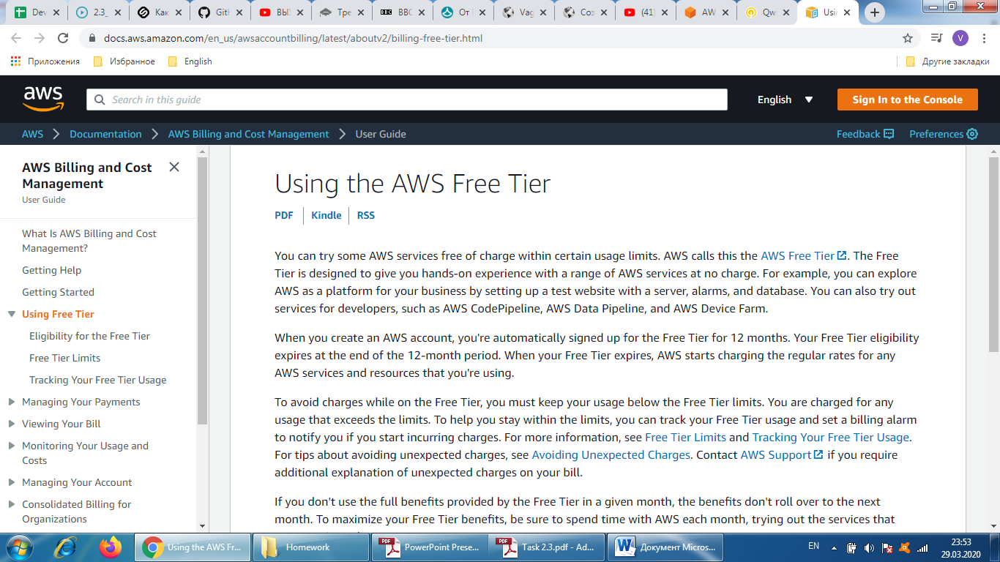 Dev
2.3_
Как
Gitl
ВЫ
Тре
BBC BBC
От
Vag
Соз
(41)
AW
Qw
Usi
docs.aws.amazon.com/en_us/awsaccountbilling/latest/aboutv2/billing-free-tier.html
V
Приложения Избранное English Другие закладки
aws Search in this guide English Sign In to the Console
AWS Documentation AWS Billing and Cost Management User Guide Feedback Preferences
AWS Billing and Cost
Management
User Guide
What Is AWS Billing and Cost
Management?
Getting Help
Getting Started
Using Free Tier
Eligibility for the Free Tier
Free Tier Limits
Tracking Your Free Tier Usage
Managing Your Payments
Viewing Your Bill
Monitoring Your Usage and
Costs
Managing Your Account
Consolidated Billing for
Organizations
Using the AWS Free Tier
PDF Kindle RSS
You can try some AWS services free of charge within certain usage limits. AWS calls this the AWS Free Tier. The Free
Tier is designed to give you hands-on experience with a range of AWS services at no charge. For example, you can explore
AWS as a platform for your business by setting up a test website with a server, alarms, and database. You can also try out
services for developers, such as AWS CodePipeline, AWS Data Pipeline, and AWS Device Farm.
When you create an AWS account, you're automatically signed up for the Free Tier for 12 months. Your Free Tier eligibility
expires at the end of the 12-month period. When your Free Tier expires, AWS starts charging the regular rates for any
AWS services and resources that you're using.
To avoid charges while on the Free Tier, you must keep your usage below the Free Tier limits. You are charged for any
usage that exceeds the limits. To help you stay within the limits, you can track your Free Tier usage and set a billing alarm
to notify you if you start incurring charges. For more information, see Free Tier Limits and Tracking Your Free Tier Usage.
For tips about avoiding unexpected charges, see Avoiding Unexpected Charges. Contact AWS Support if you require
additional explanation of unexpected charges on your bill.
If you don't use the full benefits provided by the Free Tier in a given month, the benefits don't roll over to the next
month. To maximize your Free Tier benefits, be sure to spend time with AWS each month, trying out the services that
Using the AWS Fr...
Homework
PowerPoint Prese...
Task 2.3.pdf - Ad...
Документ Micros...
EN
23:53
29.03.2020